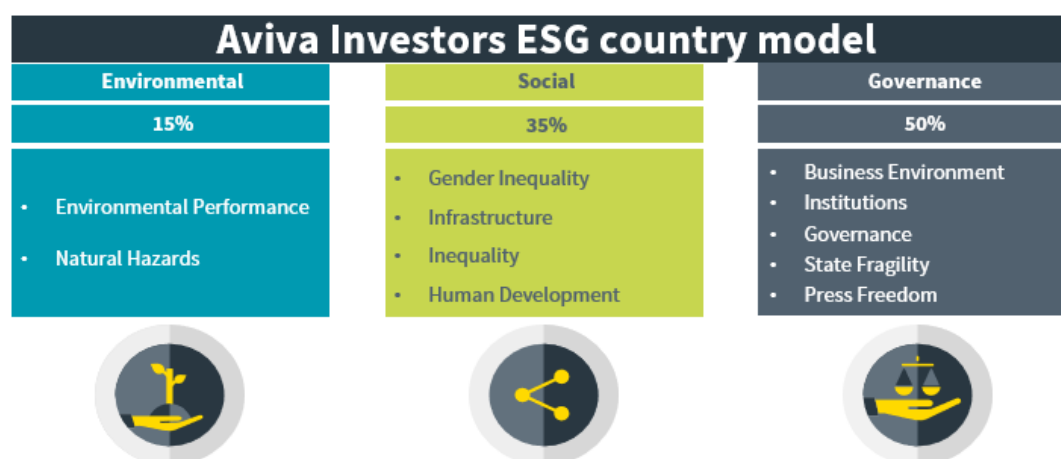 Aviva Investors ESG country model
Environmental
15%
• Environmental Performance
• Natural Hazards
Social
35%
• Gender Inequality
• Infrastructure
• Inequality
• Human Development
Governance
50%
• Business Environment
• Institutions
• Governance
• State Fragility
• Press Freedom